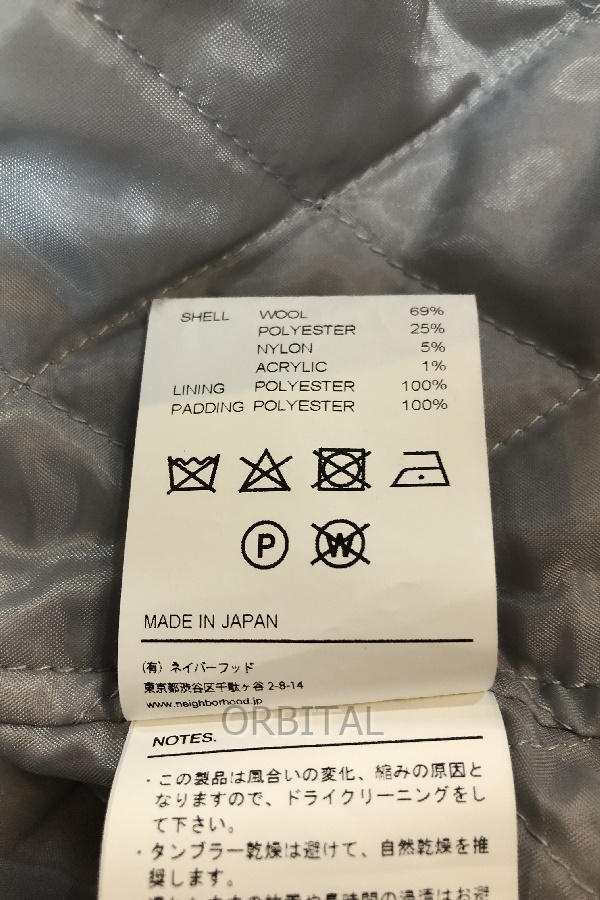 SHELL WOOL 69%
POLYESTER 25%
NYLON 5%
ACRYLIC 1%
LINING POLYESTER 100%
PADDING POLYESTER 100%
P W
MADE IN JAPAN
(有) ネイバーフッド
東京都渋谷区千駄ヶ谷 2-8-14
www.neighborhood.jp
ORBITAL
NOTES.
・この製品は風合いの変化、縮みの原因と
なりますので、ドライクリーニングをし
て下さい。
・タンブラー乾燥は避けて、自然乾燥を推
奨します。